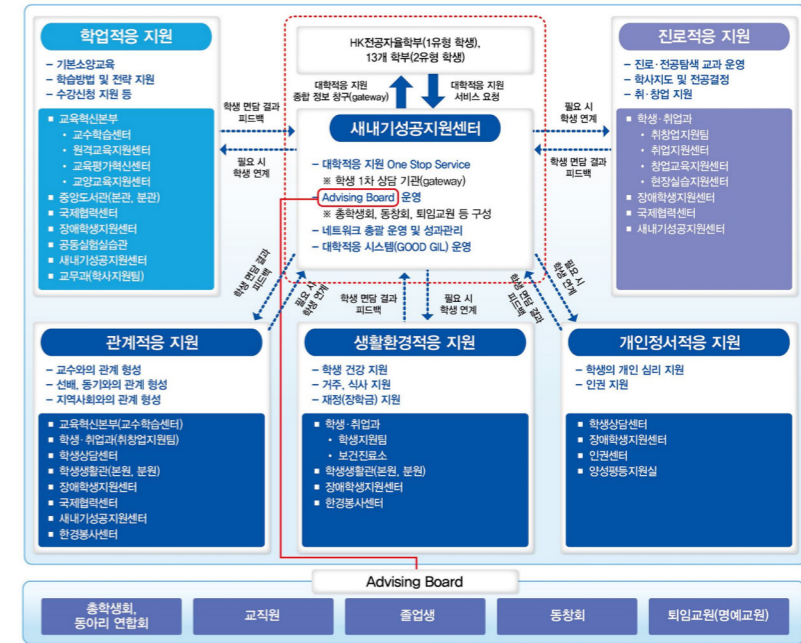 학업적응 지원
– 기본소양교육
– 학습방법 및 전략 지원
– 수강신청 지원 등
■ 교육혁신본부
• 교수학습센터
• 원격교육지원센터
• 교육평가혁신센터
• 교양교육지원센터
■ 중앙도서관(본관, 분관)
■ 국제협력센터
■ 장애학생지원센터
■ 공동실험실습관
■ 새내기성공지원센터
■ 교무과(학사지원팀)
학생 면담 결과
피드백
필요 시
학생 연계
HK전공자율학부(1유형 학생),
13개 학부(2유형 학생)
대학적응 지원
종합 정보 창구(gateway)
대학적응 지원
서비스 요청
새내기성공지원센터
– 대학적응 지원 One Stop Service
※ 학생 1차 상담 기관(gateway)
– Advising Board 운영
※ 총학생회, 동창회, 퇴임교원 등 구성
– 네트워크 총괄 운영 및 성과관리
– 대학적응 시스템(GOOD GIL) 운영
필요 시
학생 연계
학생 면담 결과
피드백
진로적응 지원
– 진로·전공탐색 교과 운영
– 학사지도 및 전공결정
– 취·창업 지원
■ 학생·취업과
• 취창업지원팀
• 취업지원센터
• 창업교육지원센터
• 현장실습지원센터
■ 장애학생지원센터
■ 국제협력센터
■ 새내기성공지원센터
학생 면담 결과
피드백
필요 시
학생 연계
학생 면담 결과
피드백
필요 시
학생 연계
필요 시
학생 연계
학생 면담 결과
피드백
관계적응 지원
– 교수와의 관계 형성
– 선배, 동기와의 관계 형성
– 지역사회와의 관계 형성
■ 교육혁신본부(교수학습센터)
■ 학생·취업과(취창업지원팀)
■ 학생상담센터
■ 학생생활관(본원, 분원)
■ 장애학생지원센터
■ 국제협력센터
■ 새내기성공지원센터
■ 한경봉사센터
생활환경적응 지원
– 학생 건강 지원
– 거주, 식사 지원
– 재정(장학금) 지원
■ 학생·취업과
• 학생지원팀
• 보건진료소
■ 학생생활관(본원, 분원)
■ 장애학생지원센터
■ 한경봉사센터
개인정서적응 지원
– 학생의 개인 심리 지원
– 인권 지원
■ 학생상담센터
■ 장애학생지원센터
■ 인권센터
■ 양성평등지원실
Advising Board
총학생회,
동아리 연합회
교직원
졸업생
동창회
퇴임교원(명예교원)